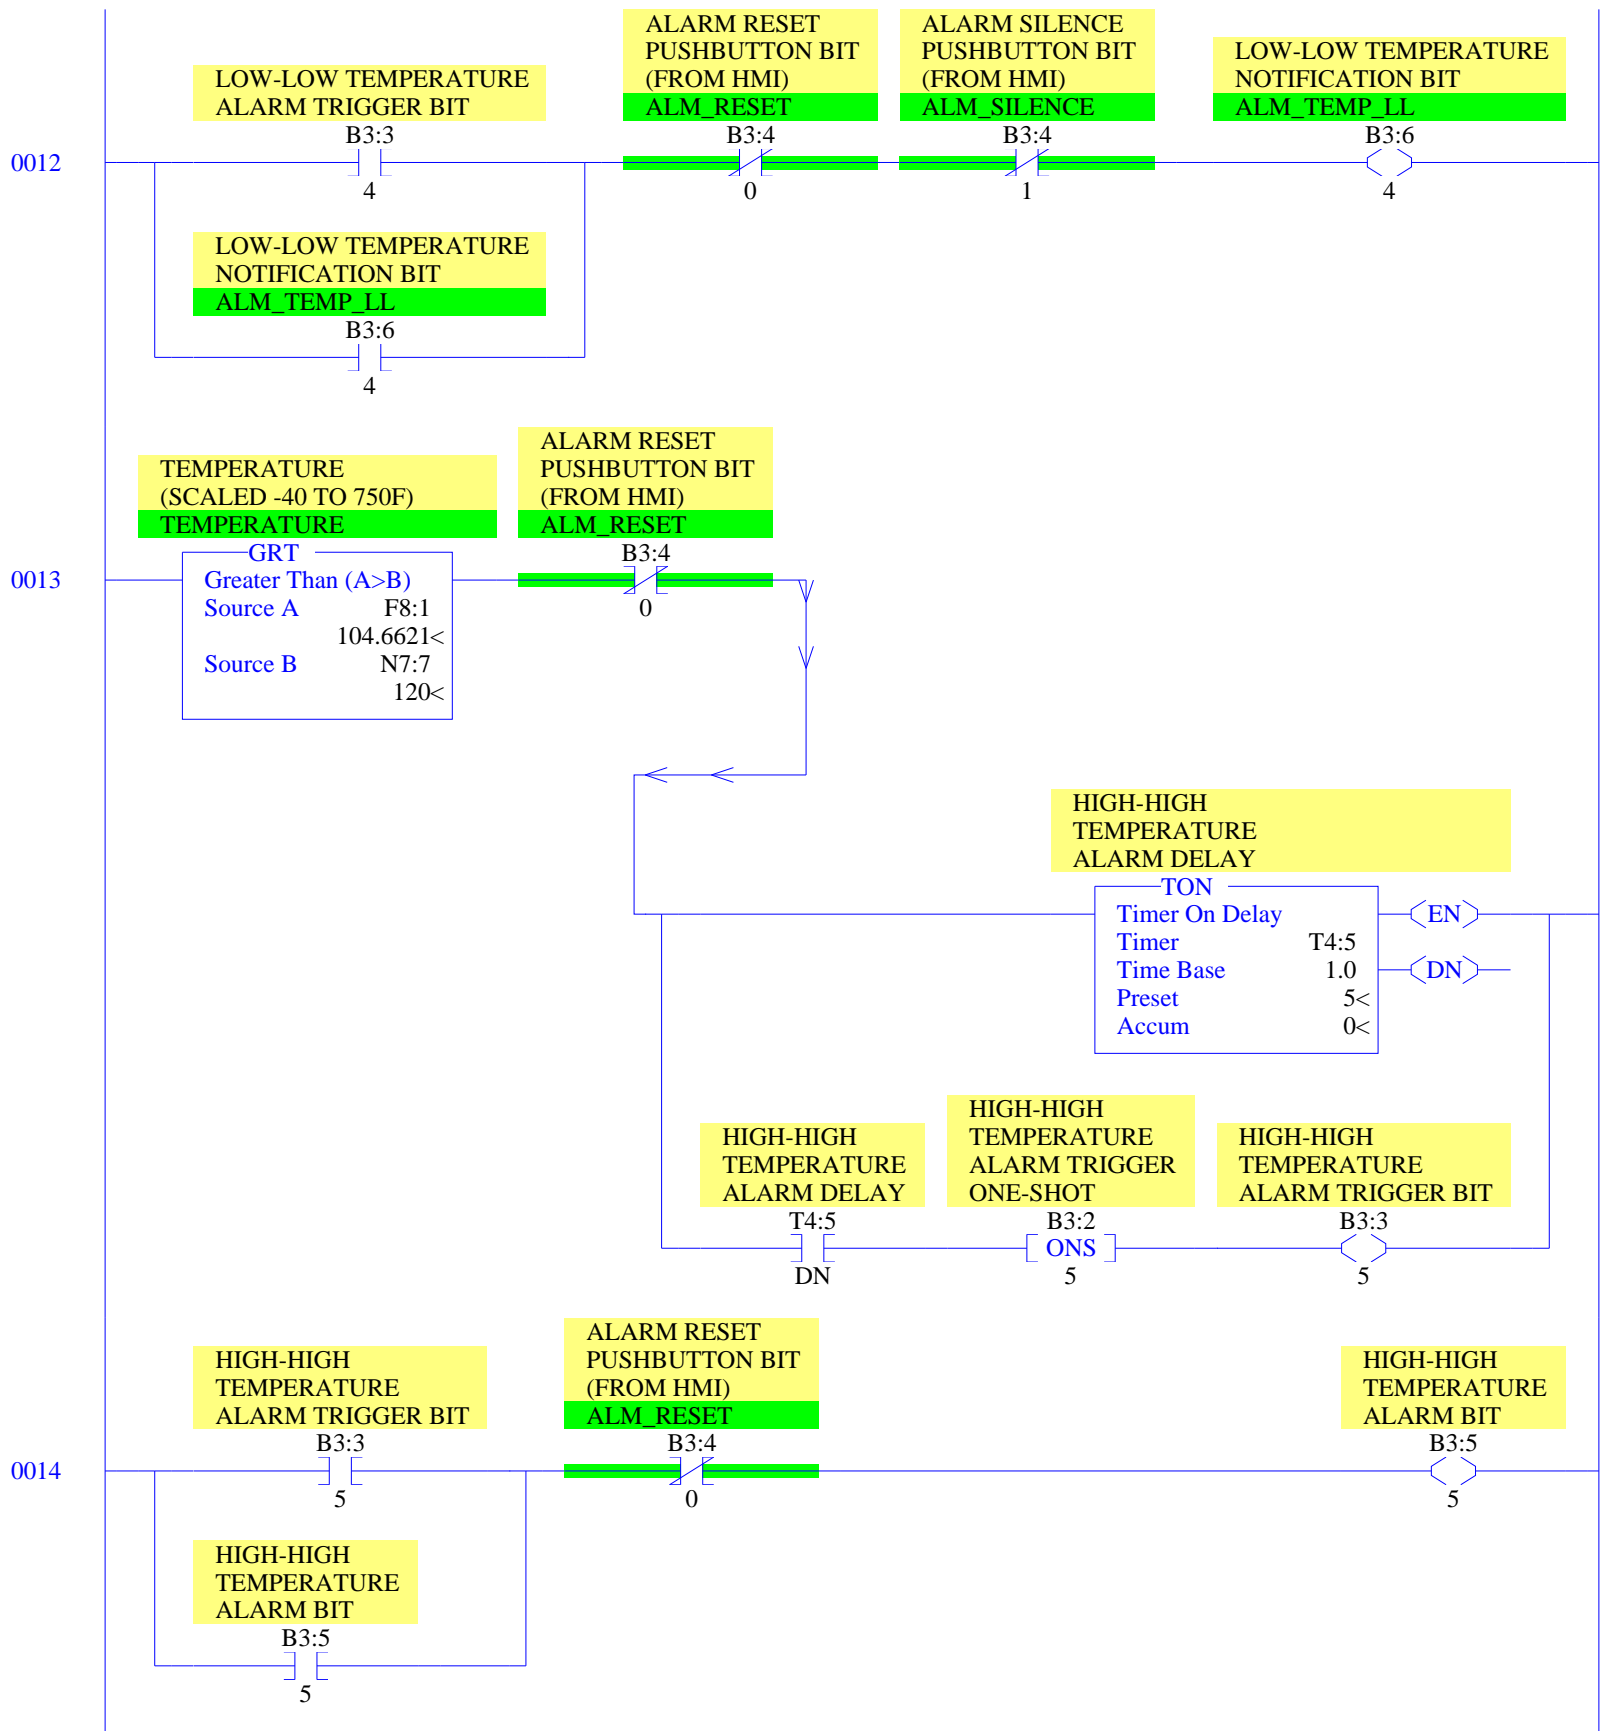 ALARM RESET
PUSHBUTTON BIT
(FROM HMI)
ALM_RESET
B3:4
0
ALARM SILENCE
PUSHBUTTON BIT
(FROM HMI)
ALM_SILENCE
B3:4
1
LOW-LOW TEMPERATURE
NOTIFICATION BIT
ALM_TEMP_LL
B3:6
4
LOW-LOW TEMPERATURE
ALARM TRIGGER BIT
B3:3
4
0012
LOW-LOW TEMPERATURE
NOTIFICATION BIT
ALM_TEMP_LL
B3:6
4
TEMPERATURE
(SCALED -40 TO 750F)
TEMPERATURE
ALARM RESET
PUSHBUTTON BIT
(FROM HMI)
ALM_RESET
B3:4
0
0013
GRT
Greater Than (A>B)
Source A F8:1
104.6621<
Source B N7:7
120<
HIGH-HIGH
TEMPERATURE
ALARM DELAY
TON
Timer On Delay
Timer T4:5
Time Base 1.0
Preset 5<
Accum 0<
EN
DN
HIGH-HIGH
TEMPERATURE
ALARM DELAY
T4:5
DN
HIGH-HIGH
TEMPERATURE
ALARM TRIGGER
ONE-SHOT
B3:2
ONS
5
HIGH-HIGH
TEMPERATURE
ALARM TRIGGER BIT
B3:3
5
HIGH-HIGH
TEMPERATURE
ALARM TRIGGER BIT
B3:3
5
ALARM RESET
PUSHBUTTON BIT
(FROM HMI)
ALM_RESET
B3:4
0
HIGH-HIGH
TEMPERATURE
ALARM BIT
B3:5
5
0014
HIGH-HIGH
TEMPERATURE
ALARM BIT
B3:5
5